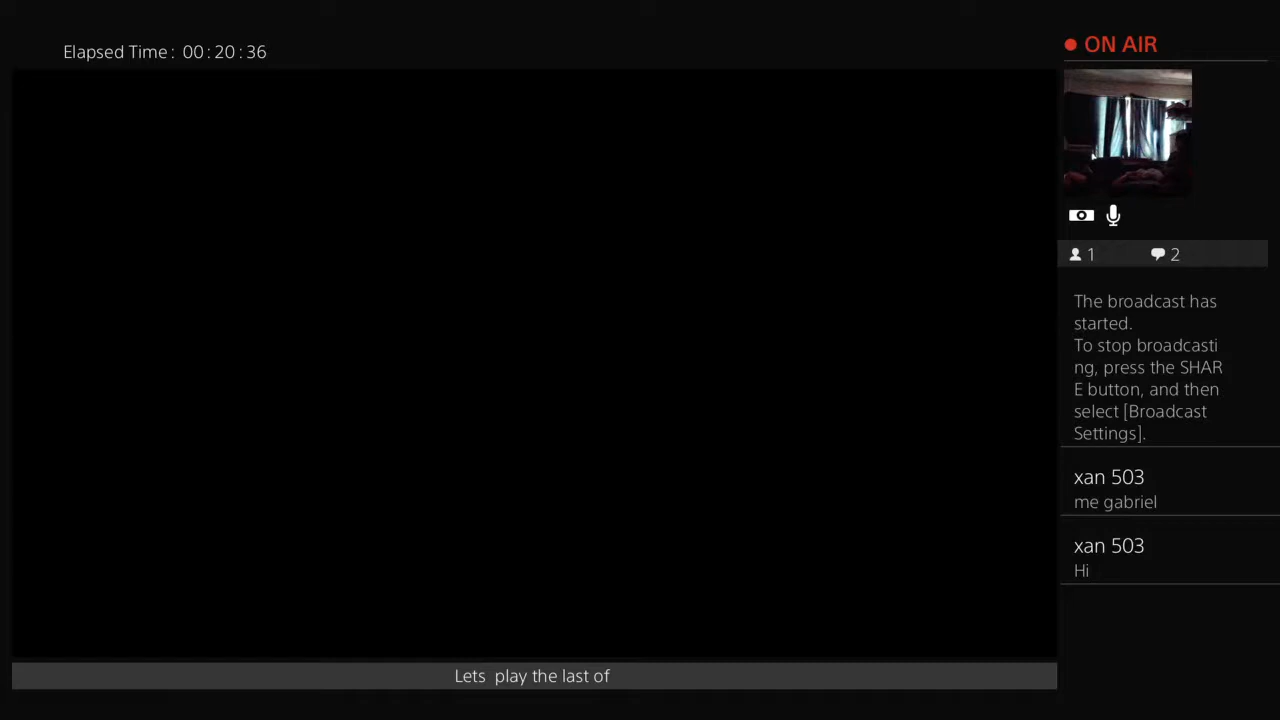 Elapsed Time: 00:20:36
ON AIR
1 2
The broadcast has
started.
To stop broadcasti
ng, press the SHAR
E button, and then
select [Broadcast
Settings].
xan 503
me gabriel
xan 503
Hi
Lets play the last of